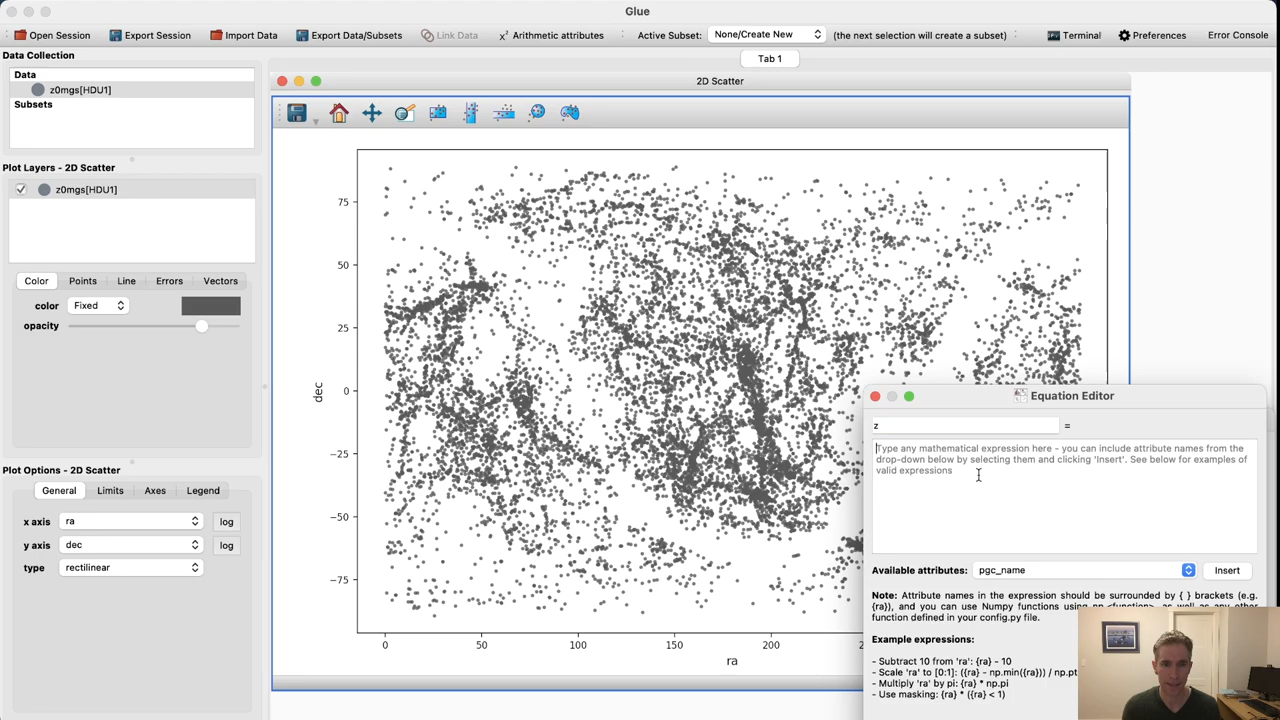 Glue
Open Session
Export Session
Import Data
Export Data/Subsets
Link Data
x² Arithmetic attributes
Active Subset:
None/Create New
(the next selection will create a subset)
Terminal
Preferences
Error Console
Data Collection
Data
z0mgs[HDU1]
Subsets
Plot Layers - 2D Scatter
z0mgs[HDU1]
Color
Points
Line
Errors
Vectors
color
Fixed
opacity
Plot Options - 2D Scatter
General
Limits
Axes
Legend
x axis
ra
log
y axis
dec
log
type
rectilinear
Tab 1
2D Scatter
75
50
25
0
−25
−50
−75
dec
0
50
100
150
200
ra
Equation Editor
z
=
Type any mathematical expression here - you can include attribute names from the
drop-down below by selecting them and clicking 'Insert'. See below for examples of
valid expressions
Available attributes:
pgc_name
Insert
Note: Attribute names in the expression should be surrounded by { } brackets (e.g.
{ra}), and you can use Numpy functions using np.<function>, as well as any other
function defined in your config.py file.
Example expressions:
- Subtract 10 from 'ra': {ra} - 10
- Scale 'ra' to [0:1]: ({ra} - np.min({ra})) / np.pt
- Multiply 'ra' by pi: {ra} * np.pi
- Use masking: {ra} * ({ra} < 1)